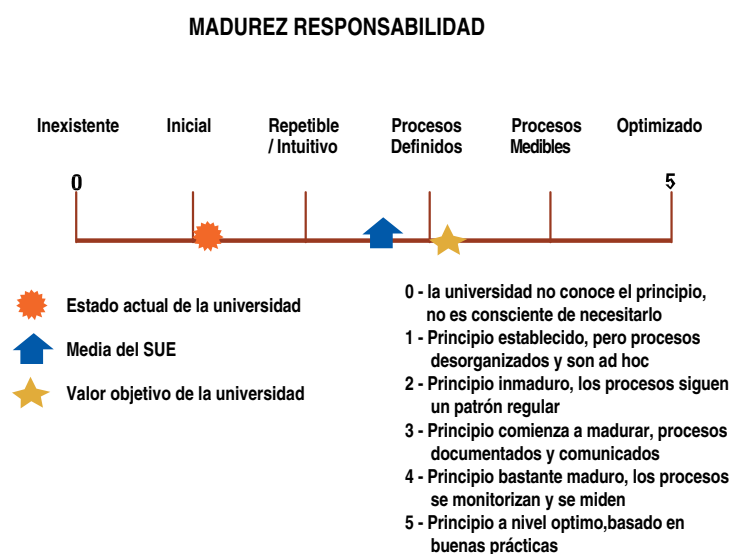 MADUREZ RESPONSABILIDAD
Inexistente Inicial Repetible Procesos Procesos Optimizado
/ Intuitivo Definidos Medibles
0 5
Estado actual de la universidad
Media del SUE
Valor objetivo de la universidad
0 - la universidad no conoce el principio,
no es consciente de necesitarlo
1 - Principio establecido, pero procesos
desorganizados y son ad hoc
2 - Principio inmaduro, los procesos siguen
un patrón regular
3 - Principio comienza a madurar, procesos
documentados y comunicados
4 - Principio bastante maduro, los procesos
se monitorizan y se miden
5 - Principio a nivel optimo,basado en
buenas prácticas